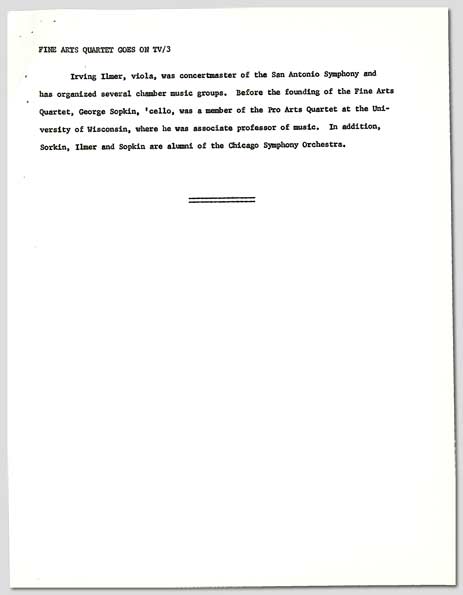 FINE ARTS QUARTET GOES ON TV/3
Irving Ilmer, viola, was concertmaster of the San Antonio Symphony and
has organized several chamber music groups. Before the founding of the Fine Arts
Quartet, George Sopkin, 'cello, was a member of the Pro Arts Quartet at the Uni-
versity of Wisconsin, where he was associate professor of music. In addition,
Sorkin, Ilmer and Sopkin are alumni of the Chicago Symphony Orchestra.